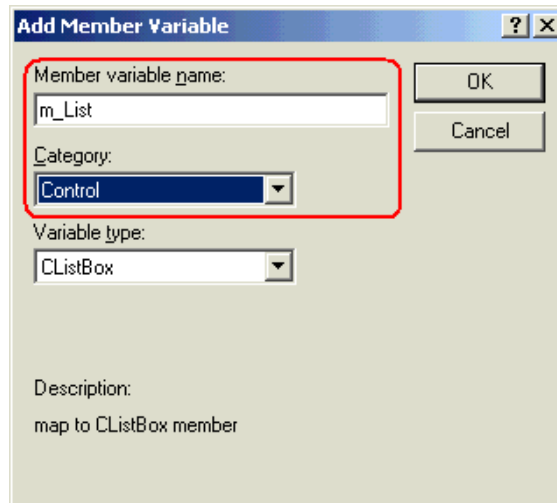 Add Member Variable
Member variable name:
OK
m_List
Cancel
Category:
Control
Variable type:
CListBox
Description:
map to CListBox member